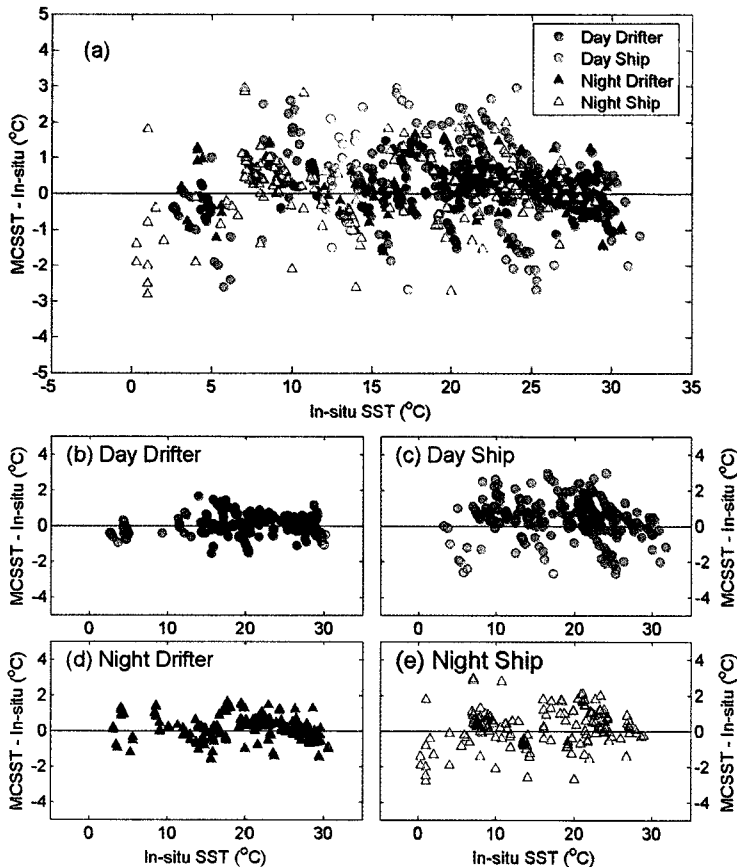 5
4
3
2
1
0
-1
-2
-3
-4
-5
MCSST - In-situ (°C)
(a)
Day Drifter
Day Ship
Night Drifter
Night Ship
0 5 10 15 20 25 30 35
In-situ SST (°C)
MCSST - In-situ (°C)
4
2
0
-2
-4
(b) Day Drifter
0 10 20 30
(c) Day Ship
4
2
0
-2
-4
MCSST - In-situ (°C)
0 10 20 30
MCSST - In-situ (°C)
4
2
0
-2
-4
(d) Night Drifter
0 10 20 30
In-situ SST (°C)
(e) Night Ship
4
2
0
-2
-4
MCSST - In-situ (°C)
0 10 20 30
In-situ SST (°C)